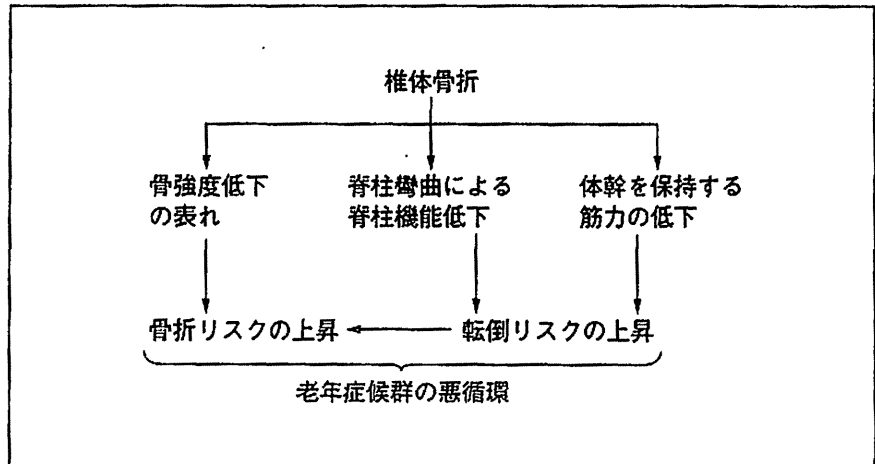 椎体骨折
骨強度低下
の表れ
脊柱彎曲による
脊柱機能低下
体幹を保持する
筋力の低下
骨折リスクの上昇
転倒リスクの上昇
老年症候群の悪循環